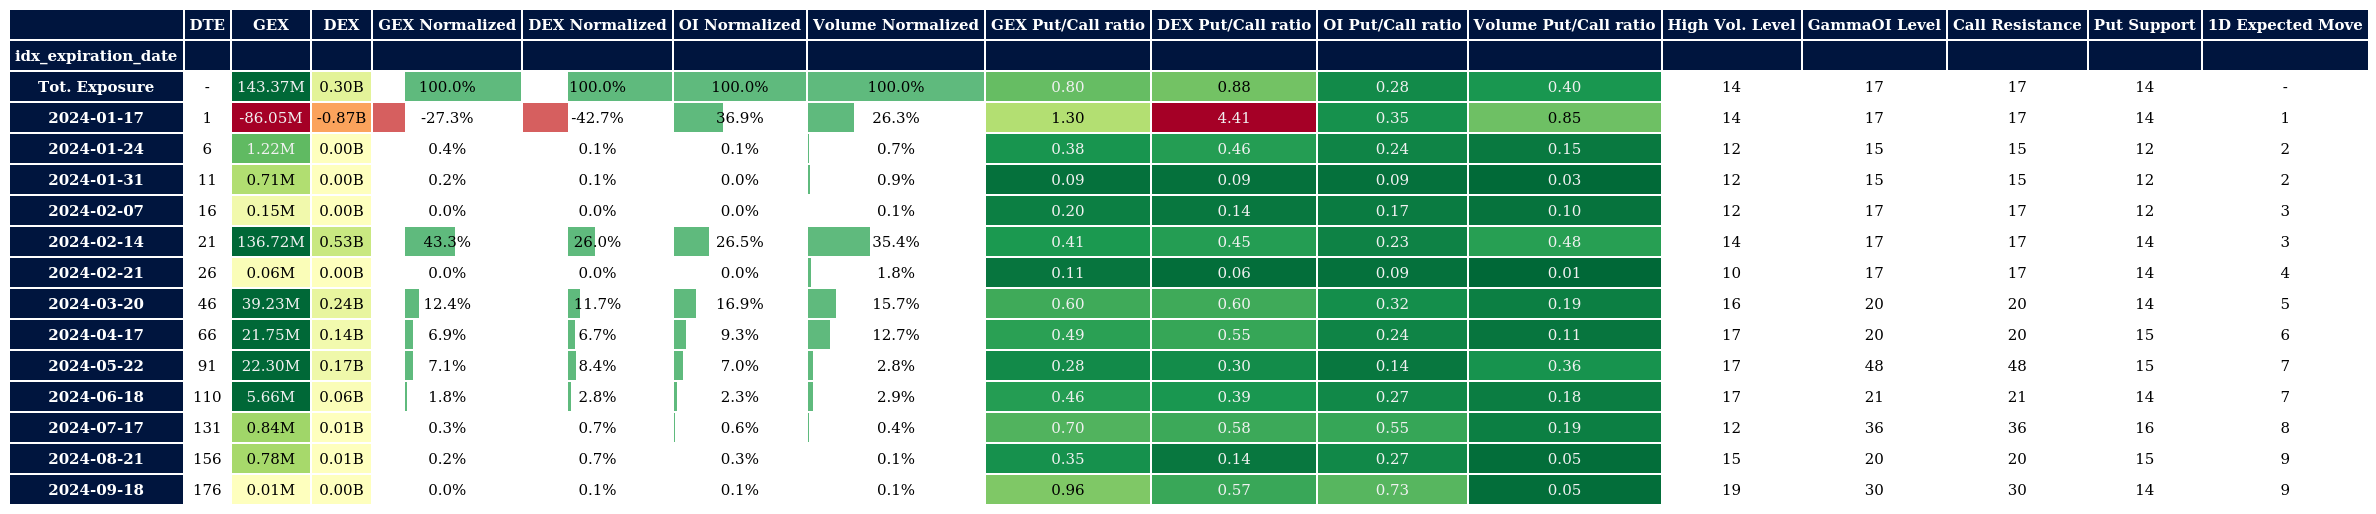 DTE GEX DEX GEX Normalized DEX Normalized OI Normalized Volume Normalized GEX Put/Call ratio DEX Put/Call ratio OI Put/Call ratio Volume Put/Call ratio High Vol. Level GammaOI Level Call Resistance Put Support 1D Expected Move
idx_expiration_date
Tot. Exposure - 143.37M 0.30B 100.0% 100.0% 100.0% 100.0% 0.80 0.88 0.28 0.40 14 17 17 14 -
2024-01-17 1 -86.05M -0.87B -27.3% -42.7% 36.9% 26.3% 1.30 4.41 0.35 0.85 14 17 17 14 1
2024-01-24 6 1.22M 0.00B 0.4% 0.1% 0.1% 0.7% 0.38 0.46 0.24 0.15 12 15 15 12 2
2024-01-31 11 0.71M 0.00B 0.2% 0.1% 0.0% 0.9% 0.09 0.09 0.09 0.03 12 15 15 12 2
2024-02-07 16 0.15M 0.00B 0.0% 0.0% 0.0% 0.1% 0.20 0.14 0.17 0.10 12 17 17 12 3
2024-02-14 21 136.72M 0.53B 43.3% 26.0% 26.5% 35.4% 0.41 0.45 0.23 0.48 14 17 17 14 3
2024-02-21 26 0.06M 0.00B 0.0% 0.0% 0.0% 1.8% 0.11 0.06 0.09 0.01 10 17 17 14 4
2024-03-20 46 39.23M 0.24B 12.4% 11.7% 16.9% 15.7% 0.60 0.60 0.32 0.19 16 20 20 14 5
2024-04-17 66 21.75M 0.14B 6.9% 6.7% 9.3% 12.7% 0.49 0.55 0.24 0.11 17 20 20 15 6
2024-05-22 91 22.30M 0.17B 7.1% 8.4% 7.0% 2.8% 0.28 0.30 0.14 0.36 17 48 48 15 7
2024-06-18 110 5.66M 0.06B 1.8% 2.8% 2.3% 2.9% 0.46 0.39 0.27 0.18 17 21 21 14 7
2024-07-17 131 0.84M 0.01B 0.3% 0.7% 0.6% 0.4% 0.70 0.58 0.55 0.19 12 36 36 16 8
2024-08-21 156 0.78M 0.01B 0.2% 0.7% 0.3% 0.1% 0.35 0.14 0.27 0.05 15 20 20 15 9
2024-09-18 176 0.01M 0.00B 0.0% 0.1% 0.1% 0.1% 0.96 0.57 0.73 0.05 19 30 30 14 9